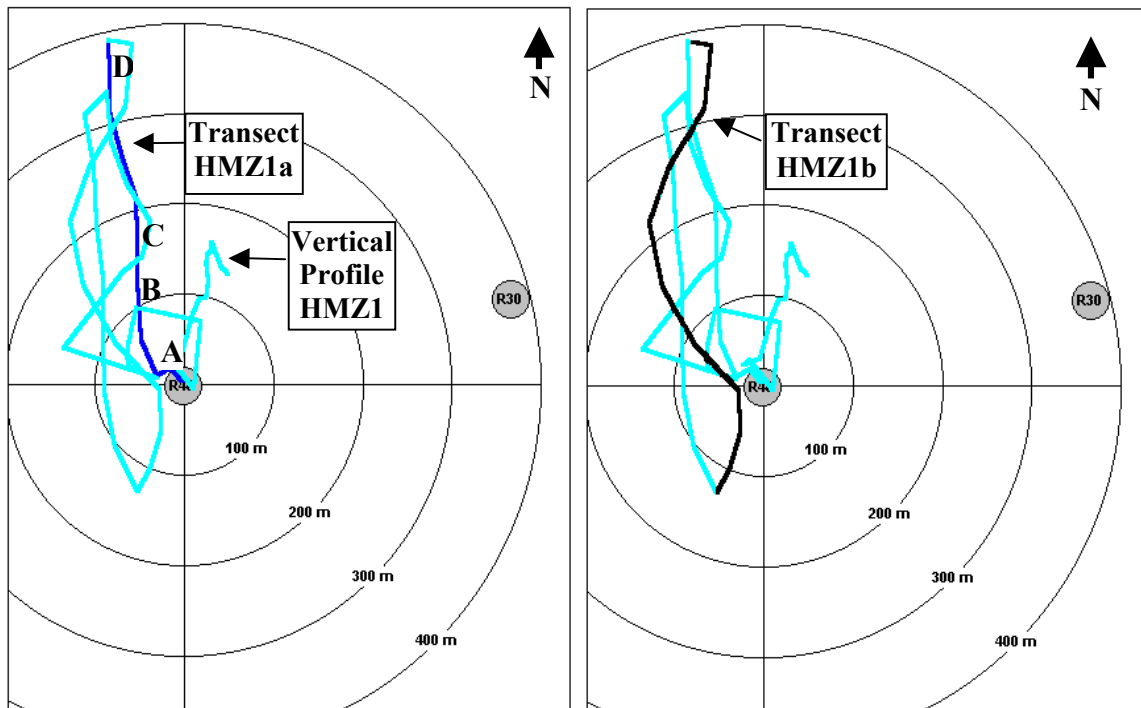 D
N
Transect
HMZ1a
C
Vertical
Profile
HMZ1
B
R30
A
100 m
200 m
300 m
400 m
N
Transect
HMZ1b
R30
100 m
200 m
300 m
400 m